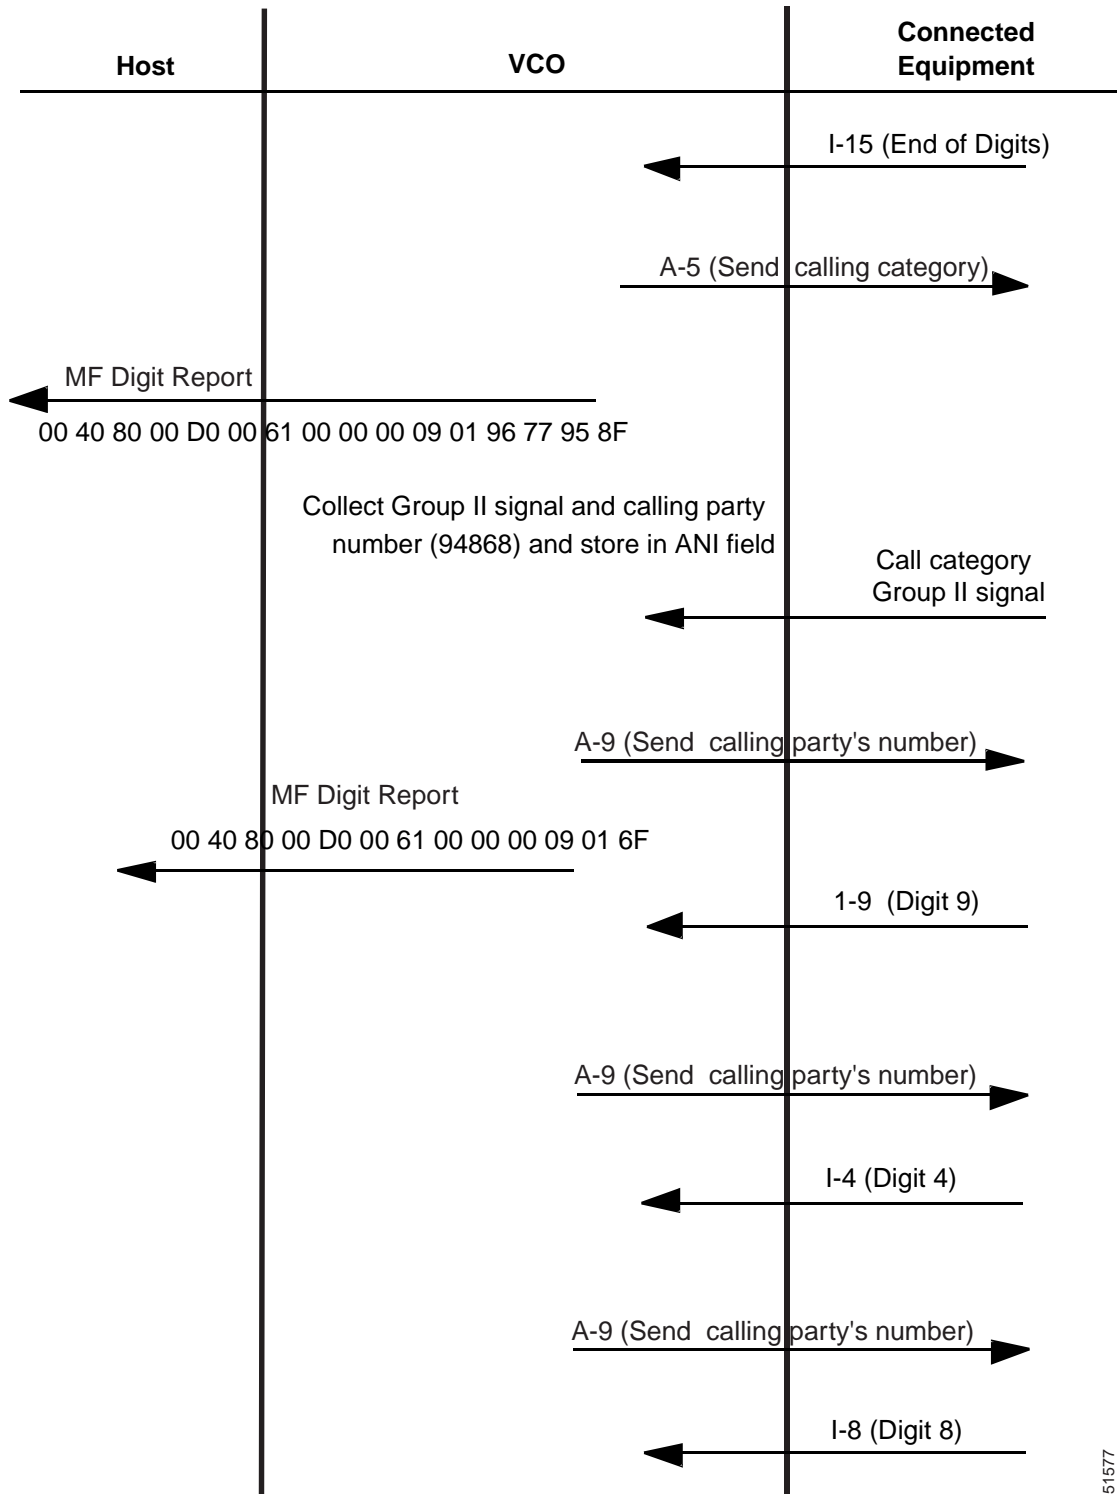 Host
VCO
Connected
Equipment
I-15 (End of Digits)
A-5 (Send calling category)
MF Digit Report
00 40 80 00 D0 00 61 00 00 00 09 01 96 77 95 8F
Collect Group II signal and calling party
number (94868) and store in ANI field
Call category
Group II signal
A-9 (Send calling party's number)
MF Digit Report
00 40 80 00 D0 00 61 00 00 00 09 01 6F
1-9 (Digit 9)
A-9 (Send calling party's number)
I-4 (Digit 4)
A-9 (Send calling party's number)
I-8 (Digit 8)
51577